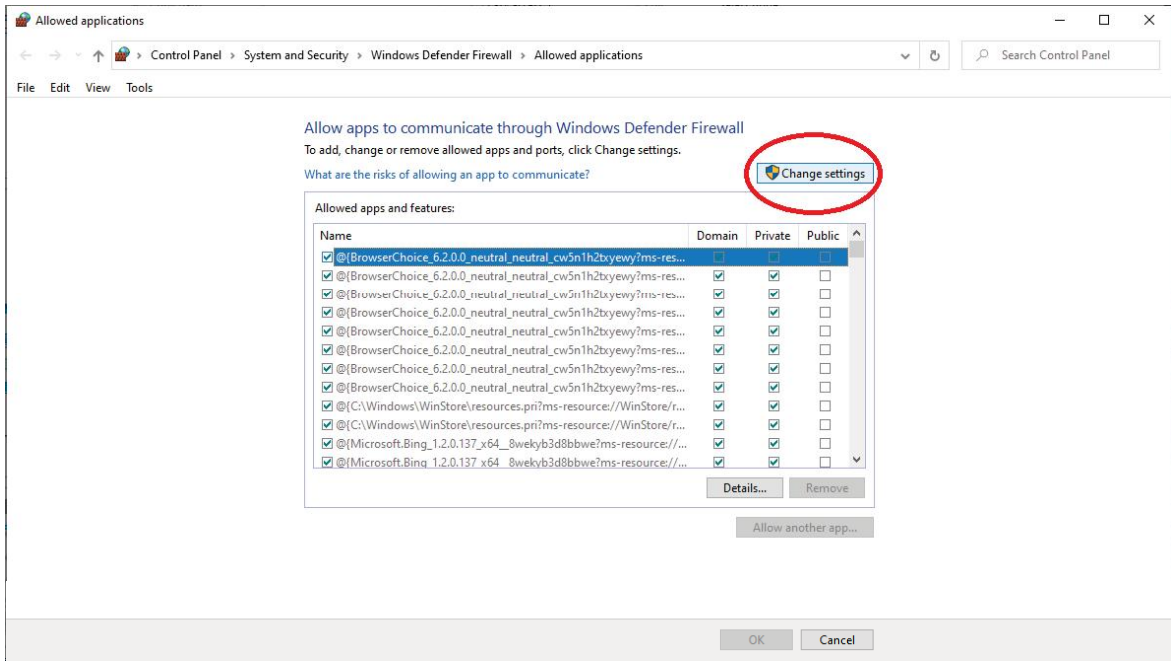 Allowed applications
Control Panel > System and Security > Windows Defender Firewall > Allowed applications
Search Control Panel
File Edit View Tools
Allow apps to communicate through Windows Defender Firewall
To add, change or remove allowed apps and ports, click Change settings.
What are the risks of allowing an app to communicate?
Change settings
Allowed apps and features:
Name Domain Private Public
@{BrowserChoice_6.2.0.0_neutral_neutral_cw5n1h2txyewy?ms-res...
@{BrowserChoice_6.2.0.0_neutral_neutral_cw5n1h2txyewy?ms-res...
@{BrowserChoice_6.2.0.0_neutral_neutral_cw5n1h2txyewy?ms-res...
@{BrowserChoice_6.2.0.0_neutral_neutral_cw5n1h2txyewy?ms-res...
@{BrowserChoice_6.2.0.0_neutral_neutral_cw5n1h2txyewy?ms-res...
@{BrowserChoice_6.2.0.0_neutral_neutral_cw5n1h2txyewy?ms-res...
@{BrowserChoice_6.2.0.0_neutral_neutral_cw5n1h2txyewy?ms-res...
@{BrowserChoice_6.2.0.0_neutral_neutral_cw5n1h2txyewy?ms-res...
@{C:\Windows\WinStore\resources.pri?ms-resource://WinStore/r...
@{C:\Windows\WinStore\resources.pri?ms-resource://WinStore/r...
@{Microsoft.Bing_1.2.0.137_x64__8wekyb3d8bbwe?ms-resource://...
@{Microsoft.Bing_1.2.0.137_x64__8wekyb3d8bbwe?ms-resource://...
Details... Remove
Allow another app...
OK Cancel